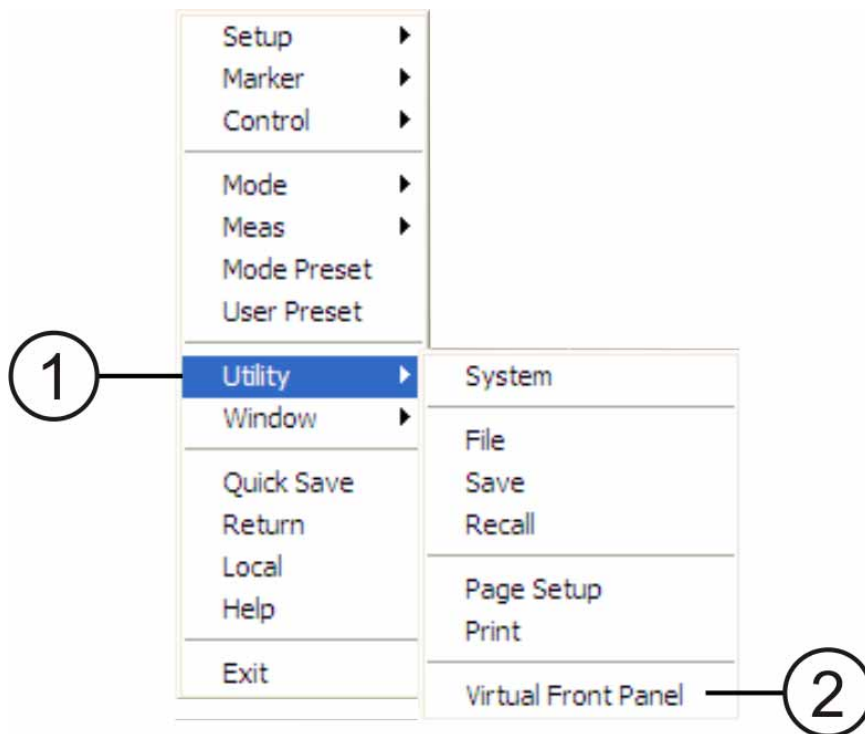 Setup
Marker
Control
Mode
Meas
Mode Preset
User Preset
1
Utility
Window
Quick Save
Return
Local
Help
Exit
System
File
Save
Recall
Page Setup
Print
Virtual Front Panel
2